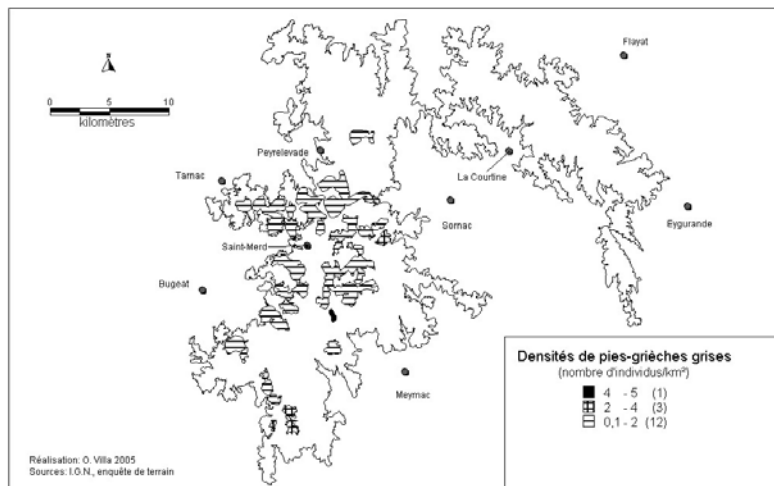 Flayat
0 5 10
kilomètres
Peyrelevade
La Courtine
Tarnac
Sornac
Eygurande
Saint-Merd
Bugeat
Meymac
Densités de pies-grièches grises
(nombre d'individus/km²)
4 - 5 (1)
2 - 4 (3)
0,1 - 2 (12)
Réalisation: O. Villa 2005
Sources: I.G.N., enquête de terrain